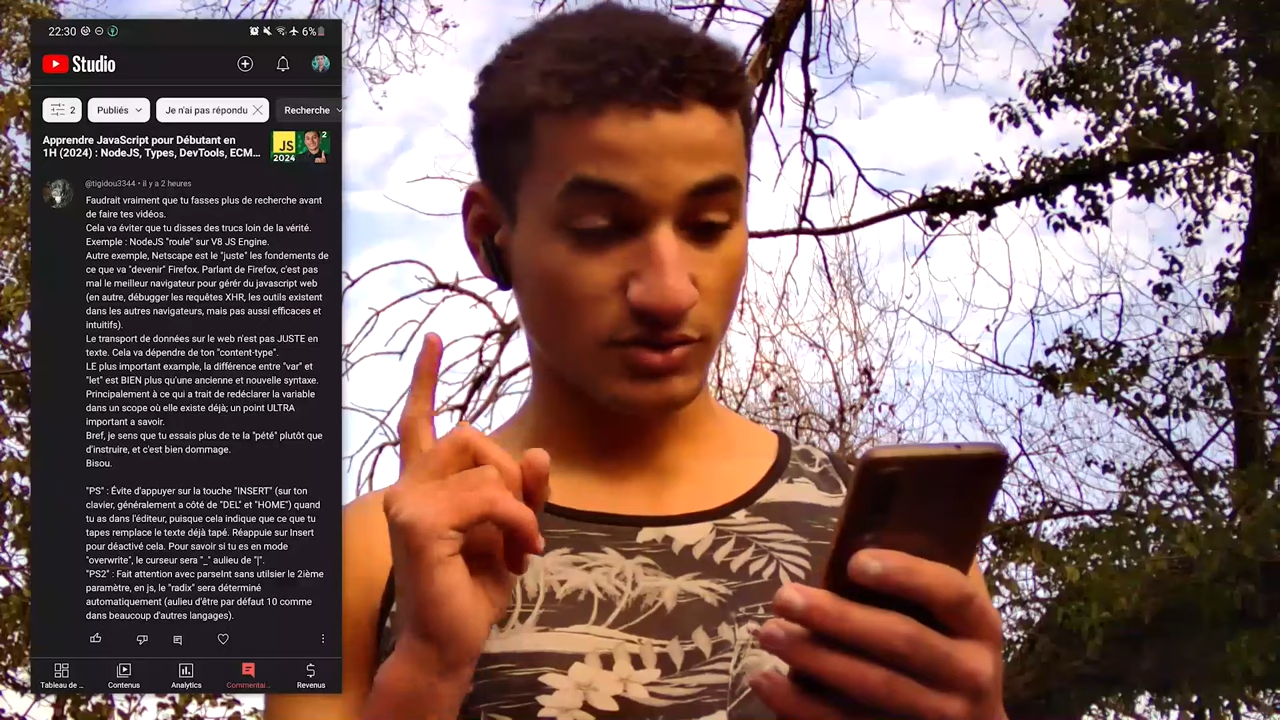 22:30 6%
Studio
2 Publiés Je n'ai pas répondu Recherche
Apprendre JavaScript pour Débutant en
1H (2024) : NodeJS, Types, DevTools, ECM...
JS
2
2024
@tigidou3344 • il y a 2 heures
Faudrait vraiment que tu fasses plus de recherche avant
de faire tes vidéos.
Cela va éviter que tu disses des trucs loin de la vérité.
Exemple : NodeJS "roule" sur V8 JS Engine.
Autre exemple, Netscape est le "juste" les fondements de
ce que va "devenir" Firefox. Parlant de Firefox, c'est pas
mal le meilleur navigateur pour gérér du javascript web
(en autre, débugger les requêtes XHR, les outils existent
dans les autres navigateurs, mais pas aussi efficaces et
intuitifs).
Le transport de données sur le web n'est pas JUSTE en
texte. Cela va dépendre de ton "content-type".
LE plus important example, la différence entre "var" et
"let" est BIEN plus qu'une ancienne et nouvelle syntaxe.
Principalement à ce qui a trait de redéclarer la variable
dans un scope où elle existe déjà; un point ULTRA
important a savoir.
Bref, je sens que tu essais plus de te la "pété" plutôt que
d'instruire, et c'est bien dommage.
Bisou.
"PS" : Évite d'appuyer sur la touche "INSERT" (sur ton
clavier, généralement a côté de "DEL" et "HOME") quand
tu as dans l'éditeur, puisque cela indique que ce que tu
tapes remplace le texte déjà tapé. Réappuie sur Insert
pour déactivé cela. Pour savoir si tu es en mode
"overwrite", le curseur sera "_" aulieu de "|".
"PS2" : Fait attention avec parseInt sans utilsier le 2ième
paramètre, en js, le "radix" sera déterminé
automatiquement (aulieu d'être par défaut 10 comme
dans beaucoup d'autres langages).
Tableau de ... Contenus Analytics Commentai... Revenus